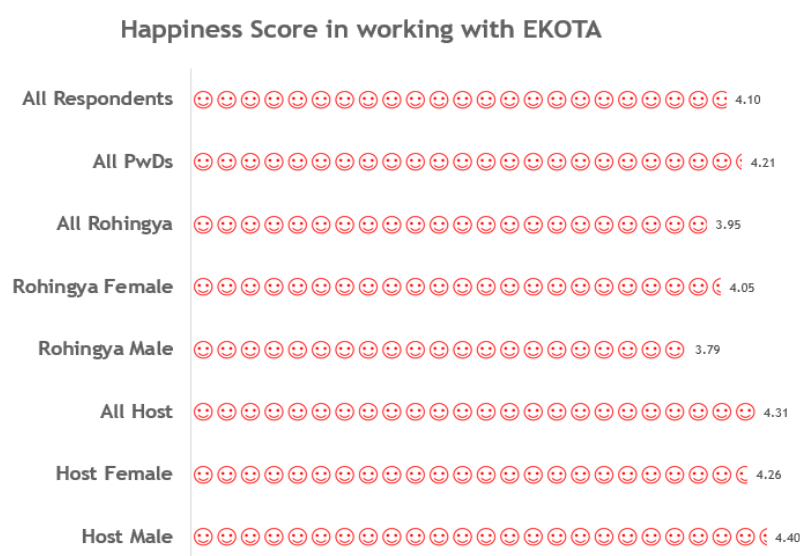 Happiness Score in working with EKOTA
All Respondents 4.10
All PwDs 4.21
All Rohingya 3.95
Rohingya Female 4.05
Rohingya Male 3.79
All Host 4.31
Host Female 4.26
Host Male 4.40